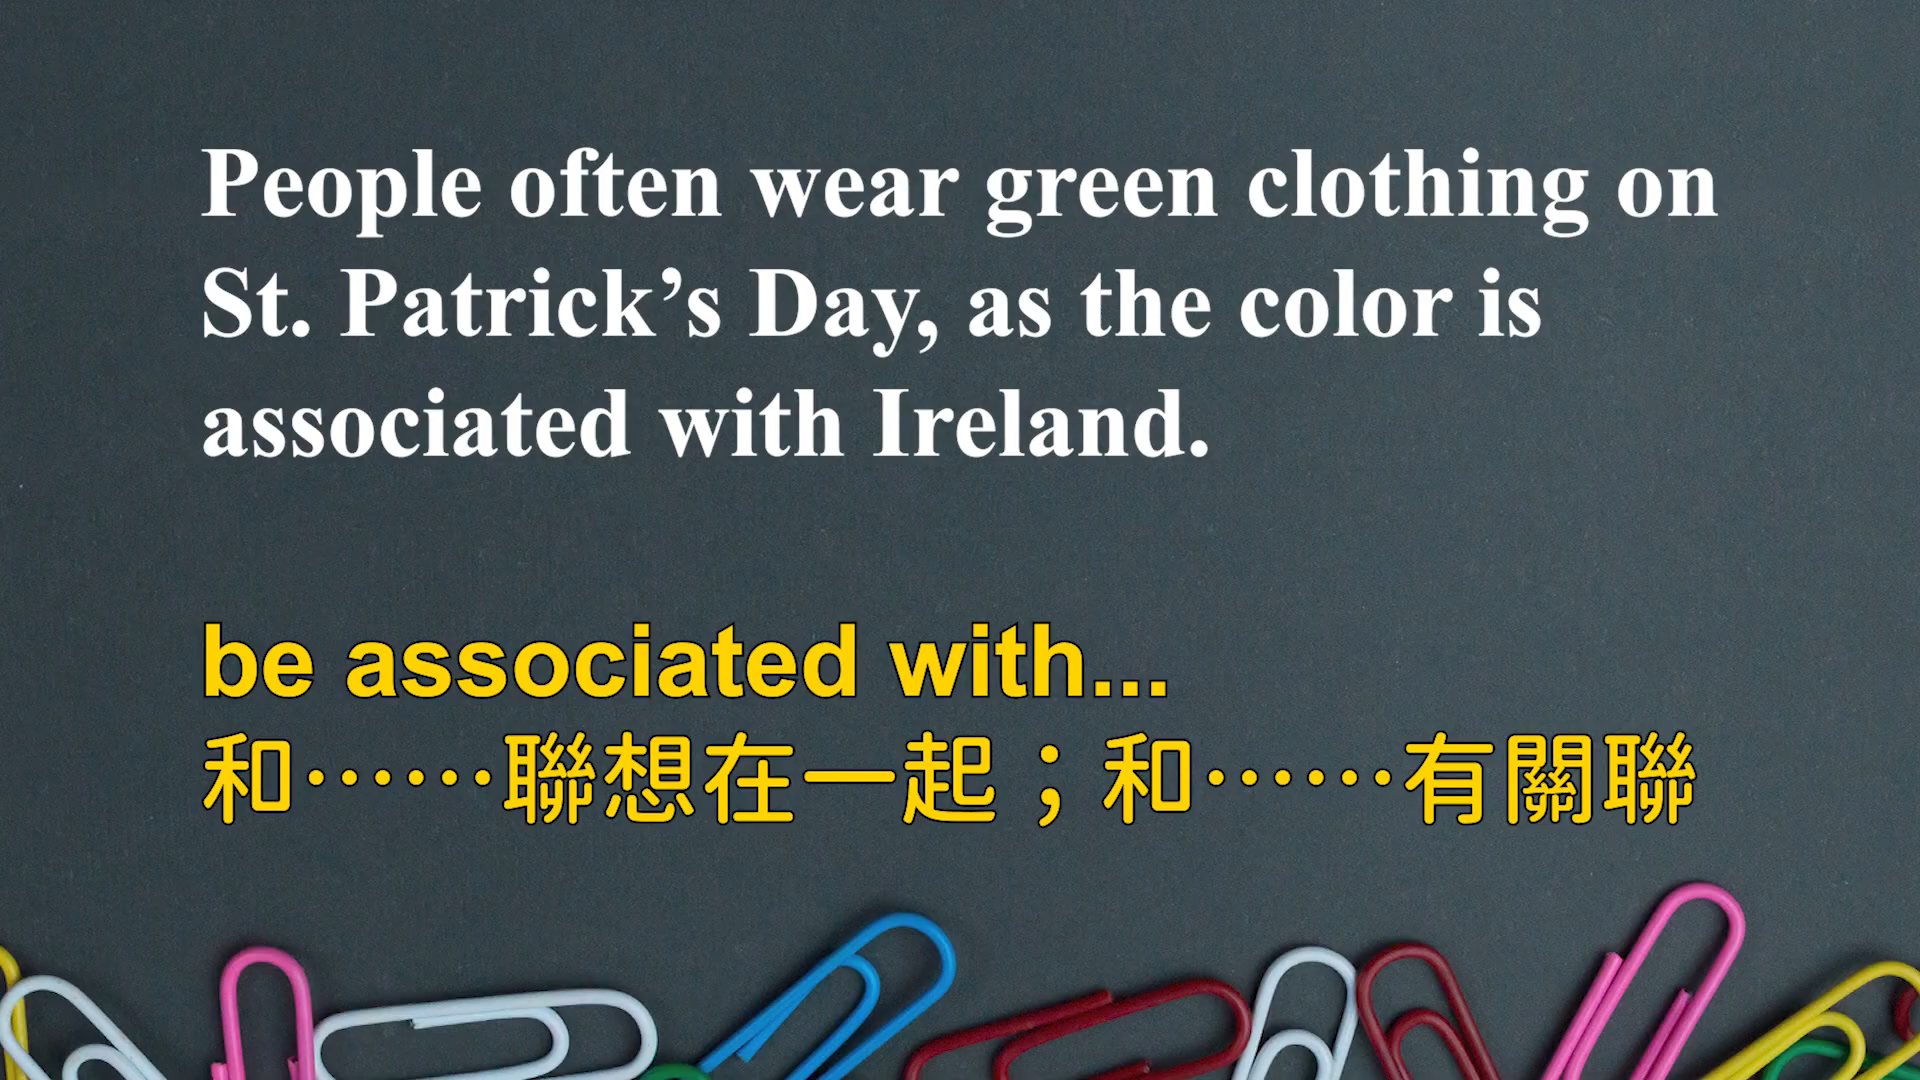 People often wear green clothing on
St. Patrick’s Day, as the color is
associated with Ireland.
be associated with...
和⋯⋯聯想在一起；和⋯⋯有關聯